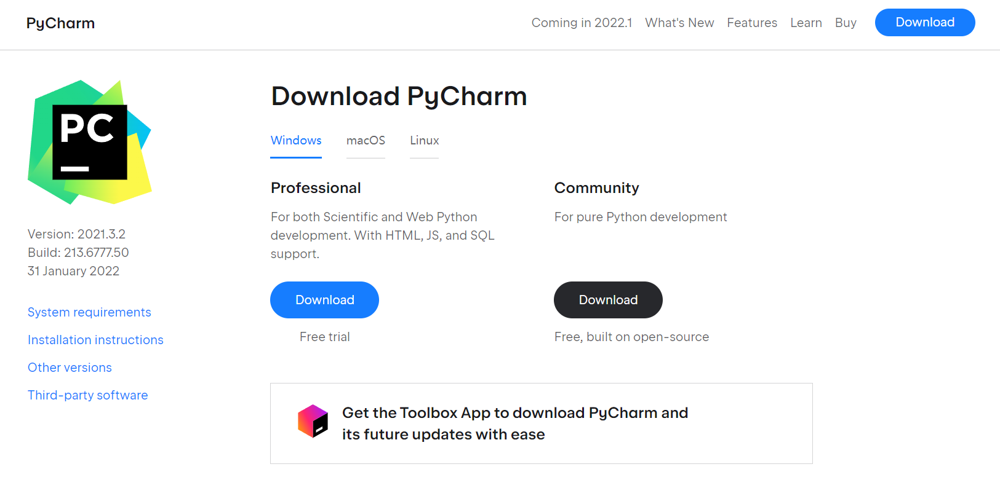 PyCharm
Coming in 2022.1 What's New Features Learn Buy Download
PC
Version: 2021.3.2
Build: 213.6777.50
31 January 2022
System requirements
Installation instructions
Other versions
Third-party software
Download PyCharm
Windows macOS Linux
Professional
For both Scientific and Web Python
development. With HTML, JS, and SQL
support.
Download
Free trial
Community
For pure Python development
Download
Free, built on open-source
Get the Toolbox App to download PyCharm and
its future updates with ease